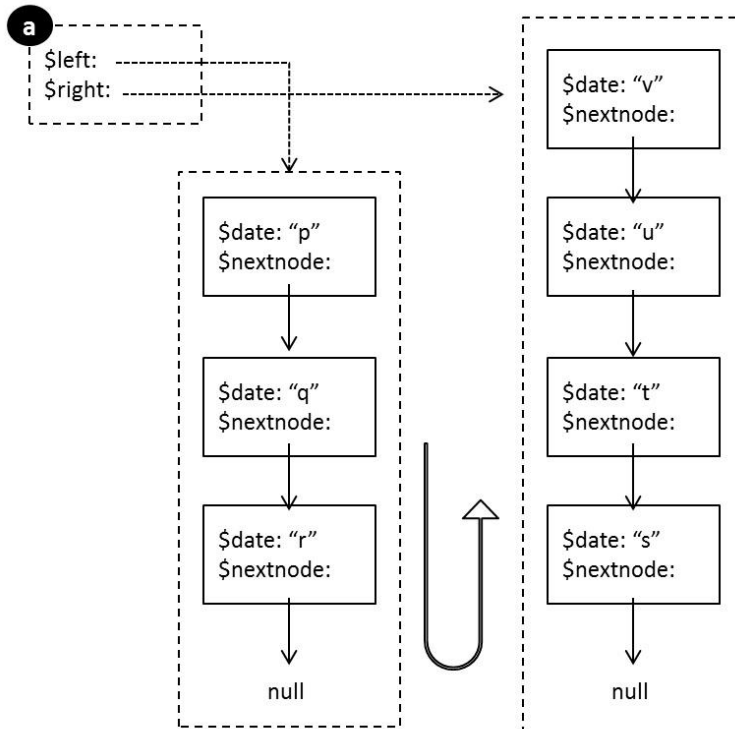 a
$left:
$right:
$date: “p”
$nextnode:
$date: “q”
$nextnode:
$date: “r”
$nextnode:
null
$date: “v”
$nextnode:
$date: “u”
$nextnode:
$date: “t”
$nextnode:
$date: “s”
$nextnode:
null